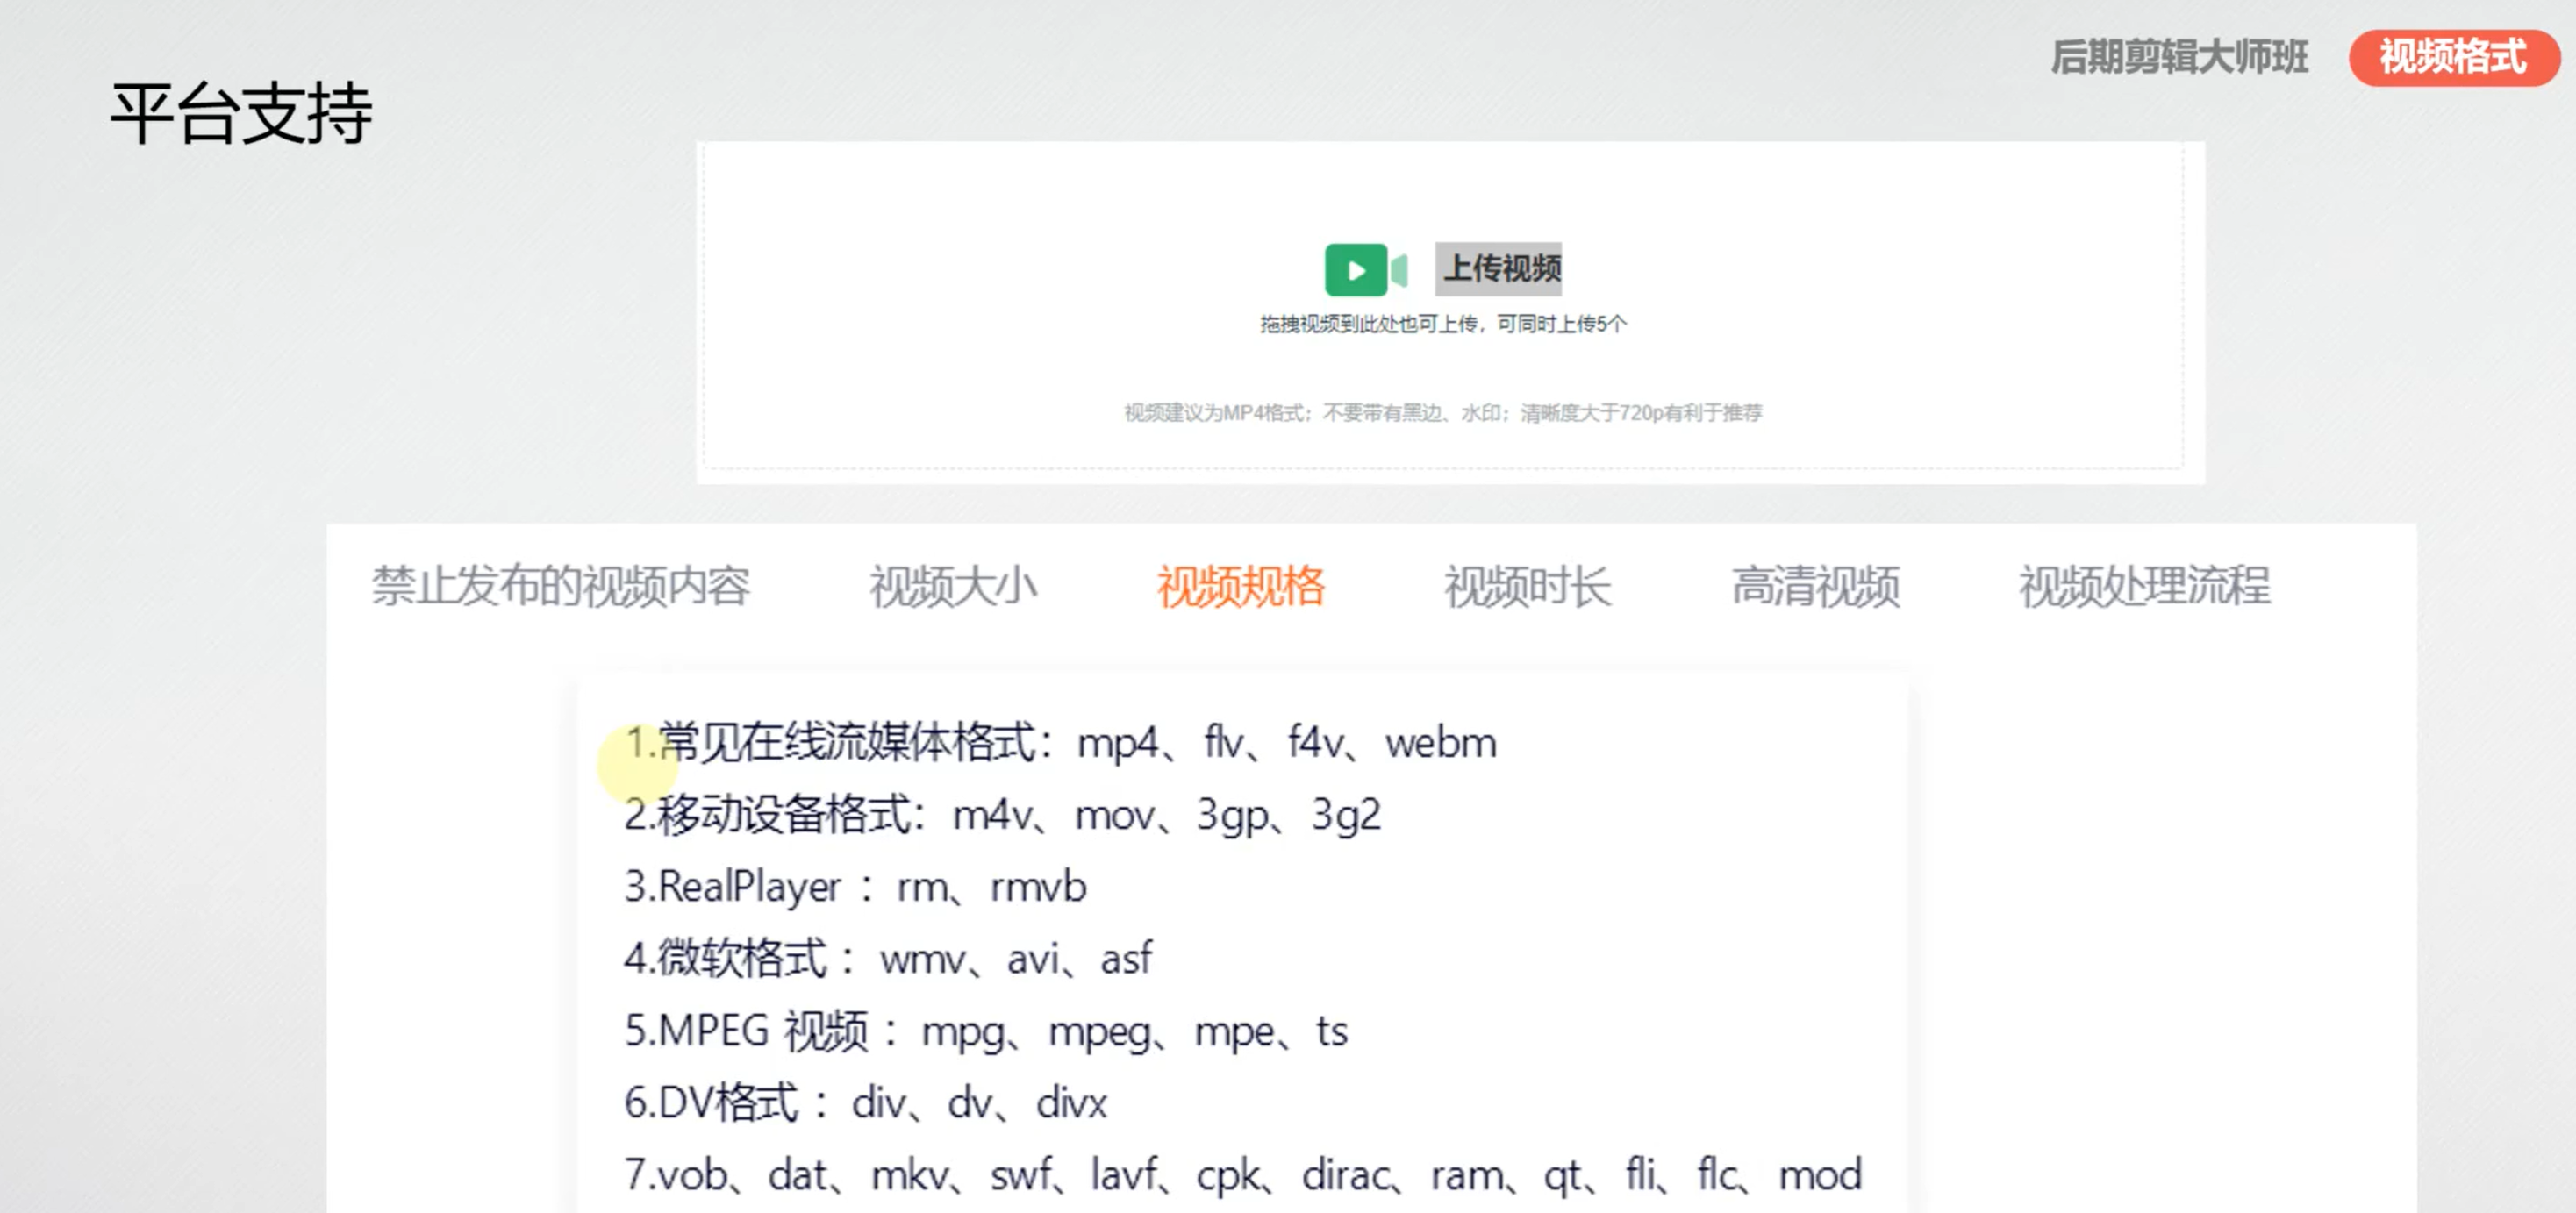 后期剪辑大师班
视频格式
平台支持
上传视频
拖拽视频到此处也可上传，可同时上传5个
视频建议为MP4格式；不要带有黑边、水印；清晰度大于720p有利于推荐
禁止发布的视频内容 视频大小 视频规格 视频时长 高清视频 视频处理流程
1.常见在线流媒体格式：mp4、flv、f4v、webm
2.移动设备格式：m4v、mov、3gp、3g2
3.RealPlayer ：rm、rmvb
4.微软格式 ：wmv、avi、asf
5.MPEG 视频 ：mpg、mpeg、mpe、ts
6.DV格式 ：div、dv、divx
7.vob、dat、mkv、swf、lavf、cpk、dirac、ram、qt、fli、flc、mod